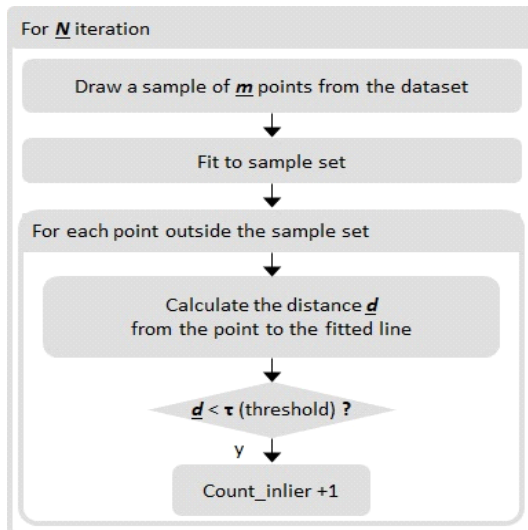 For N iteration
Draw a sample of m points from the dataset
Fit to sample set
For each point outside the sample set
Calculate the distance d
from the point to the fitted line
d < τ (threshold) ?
y
Count_inlier +1